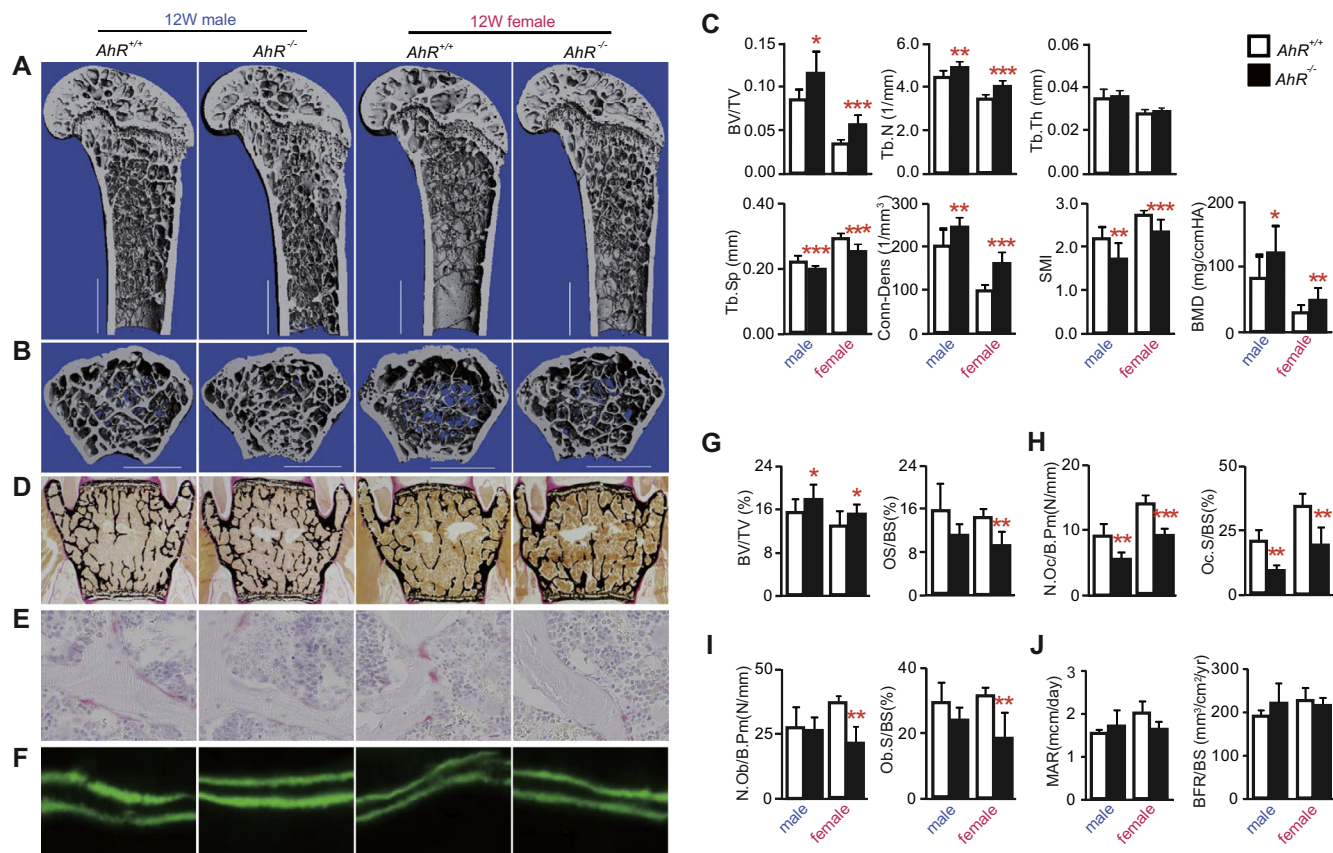 12W male
12W female
AhR+/+
AhR-/-
AhR+/+
AhR-/-
A
B
D
E
F
C
AhR+/+
AhR-/-
BV/TV
0.15
0.10
0.05
0.00
*
***
Tb.N (1/mm)
6.0
4.0
2.0
0.0
**
***
Tb.Th (mm)
0.06
0.04
0.02
0.00
Tb.Sp (mm)
0.40
0.20
0.00
***
***
Conn-Dens (1/mm³)
300
200
100
0
**
***
male
female
SMI
3.0
2.0
1.0
0.0
**
***
male
female
BMD (mg/ccmHA)
200
100
0
*
**
male
female
G
BV/TV (%)
24
16
8
0
*
*
OS/BS(%)
24
16
8
0
**
H
N.Oc/B.Pm(N/mm)
20
10
0
**
***
Oc.S/BS(%)
50
25
0
**
**
I
N.Ob/B.Pm(N/mm)
50
25
0
**
male
female
Ob.S/BS(%)
40
20
0
**
male
female
J
MAR(mcm/day)
3
2
1
0
male
female
BFR/BS (mm³/cm²/yr)
300
200
100
0
male
female